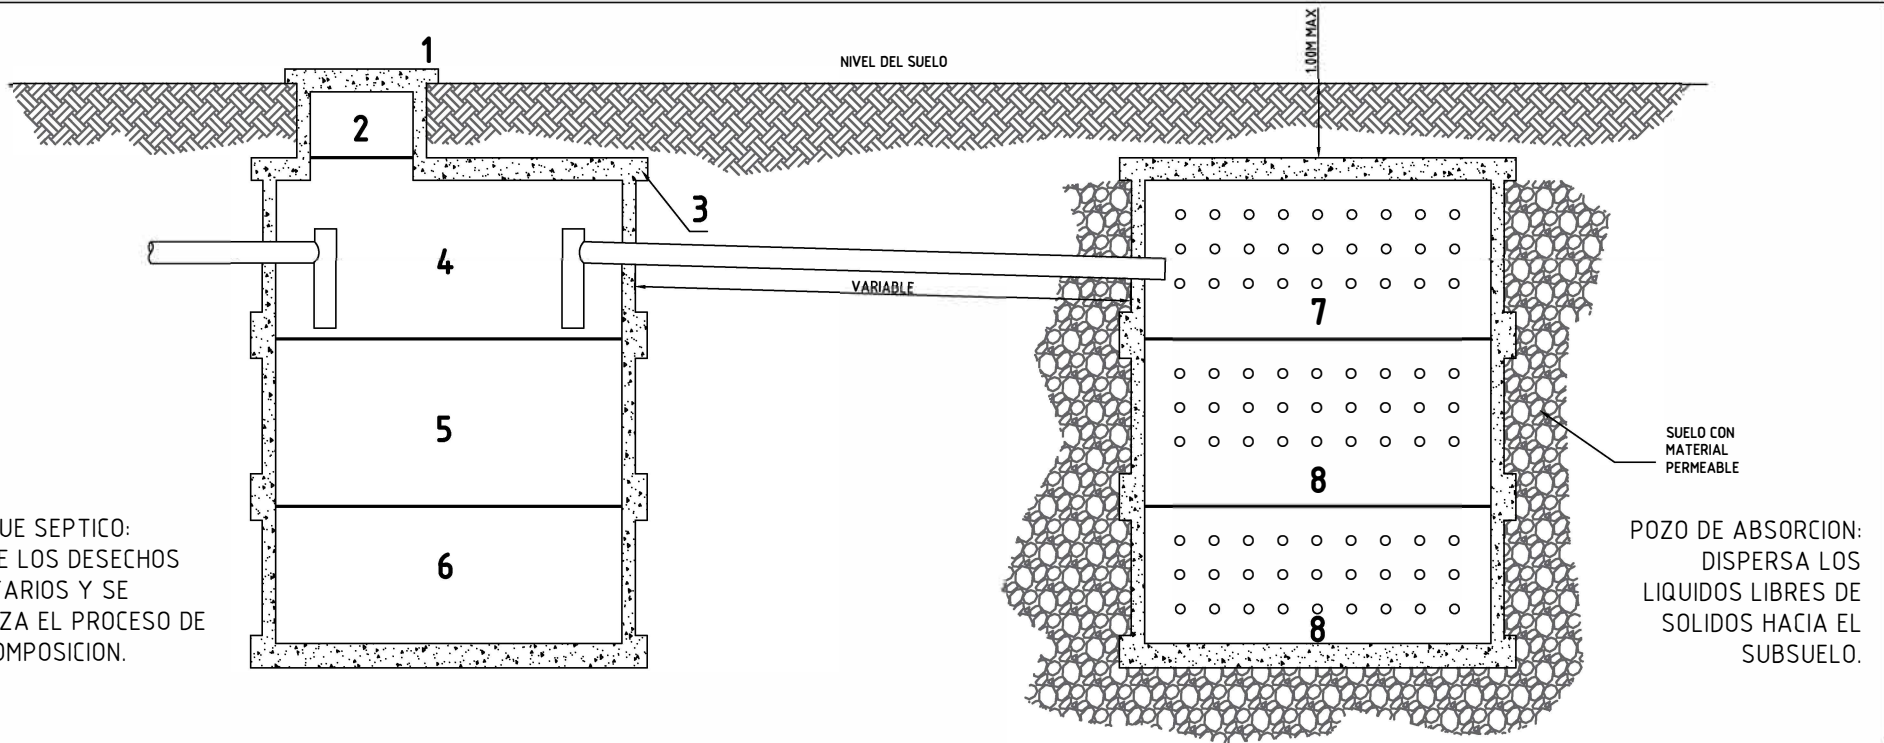 1
NIVEL DEL SUELO
1.00M MAX
2
3
4
VARIABLE
7
5
8
SUELO CON
MATERIAL
PERMEABLE
6
8
UE SEPTICO:
E LOS DESECHOS
ARIOS Y SE
ZA EL PROCESO DE
OMPOSICION.
POZO DE ABSORCION:
DISPERSA LOS
LIQUIDOS LIBRES DE
SOLIDOS HACIA EL
SUBSUELO.